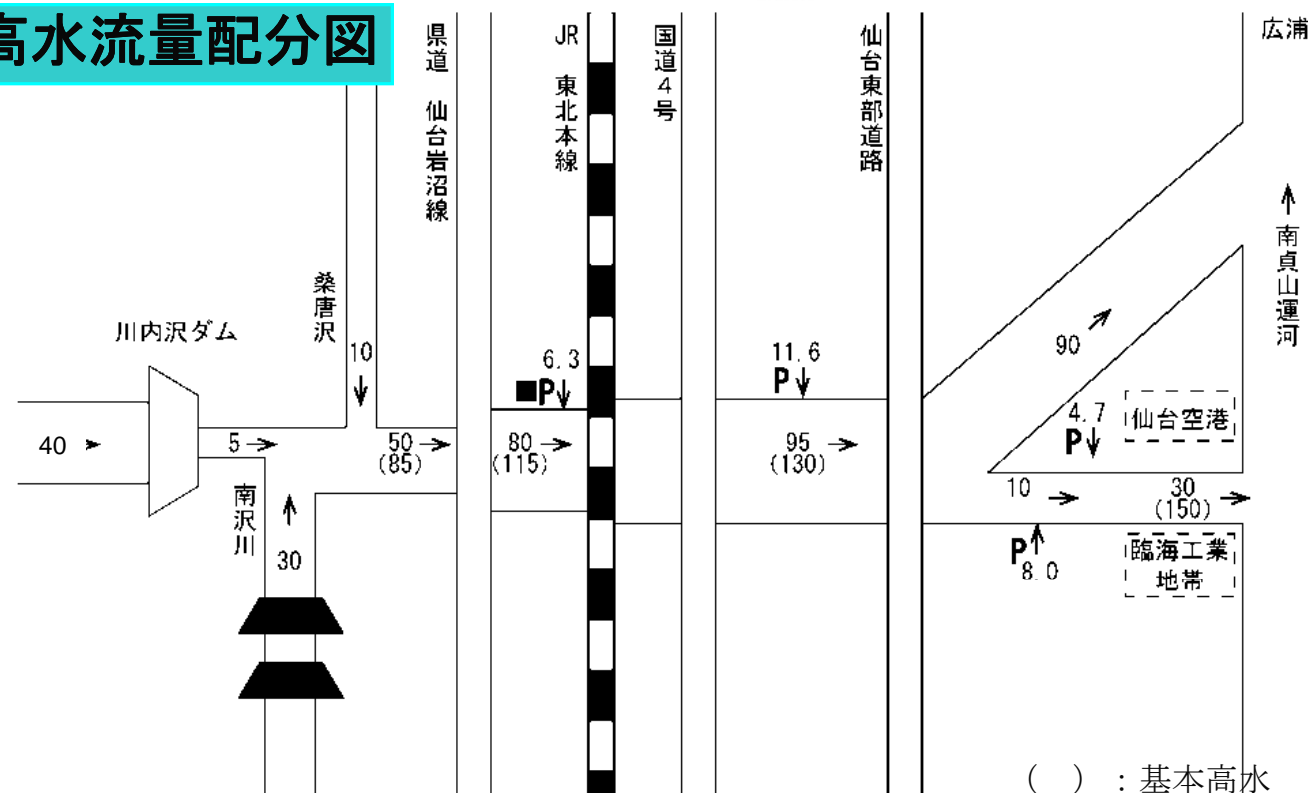 高水流量配分図
県道 仙台岩沼線
JR 東北本線
国道4号
仙台東部道路
広浦
南貞山運河
桑唐沢
川内沢ダム
10
6.3
■P
11.6
P
90
4.7
P
仙台空港
40
5
50
(85)
80
(115)
95
(130)
10
30
(150)
南沢川
30
P
8.0
臨海工業
地帯
( ):基本高水